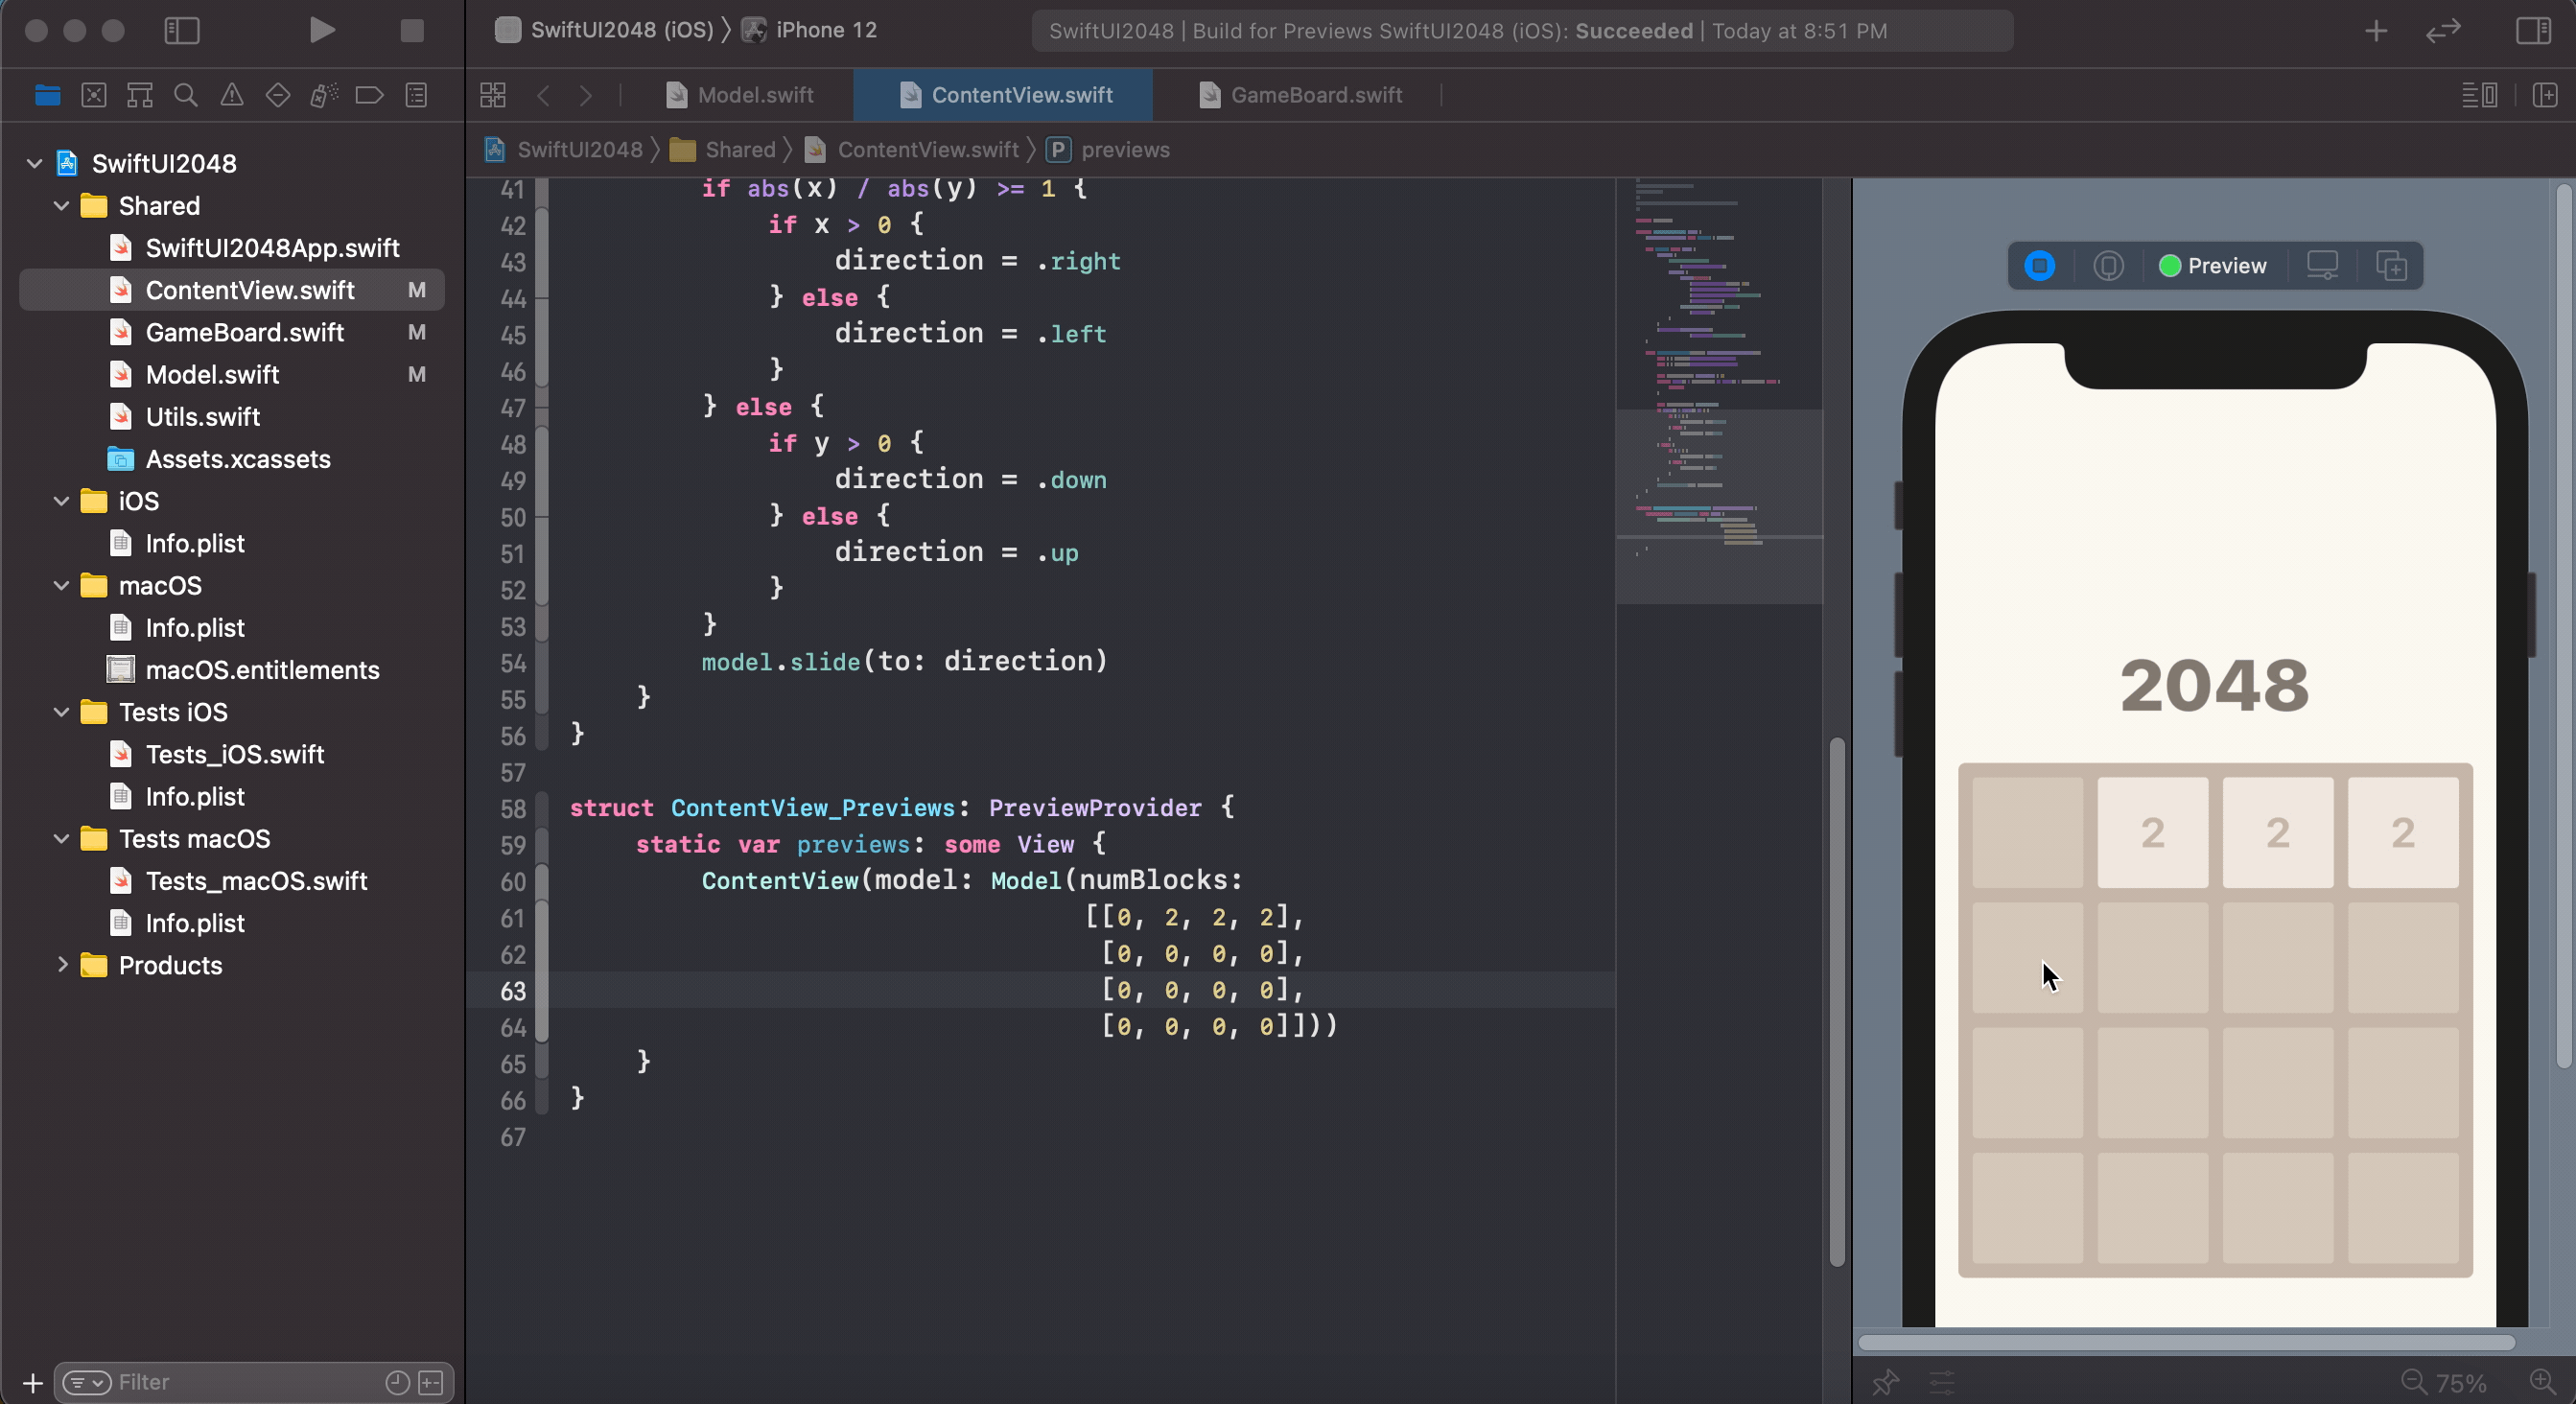 SwiftUI2048 (iOS) 〉 iPhone 12
SwiftUI2048 | Build for Previews SwiftUI2048 (iOS): Succeeded | Today at 8:51 PM
Model.swift
ContentView.swift
GameBoard.swift
SwiftUI2048 〉 Shared 〉 ContentView.swift 〉 P previews
SwiftUI2048
Shared
SwiftUI2048App.swift
ContentView.swift M
GameBoard.swift M
Model.swift M
Utils.swift
Assets.xcassets
iOS
Info.plist
macOS
Info.plist
macOS.entitlements
Tests iOS
Tests_iOS.swift
Info.plist
Tests macOS
Tests_macOS.swift
Info.plist
Products
Filter
41 if abs(x) / abs(y) >= 1 {
42 if x > 0 {
43 direction = .right
44 } else {
45 direction = .left
46 }
47 } else {
48 if y > 0 {
49 direction = .down
50 } else {
51 direction = .up
52 }
53 }
54 model.slide(to: direction)
55 }
56 }
57
58 struct ContentView_Previews: PreviewProvider {
59 static var previews: some View {
60 ContentView(model: Model(numBlocks:
61 [[0, 2, 2, 2],
62 [0, 0, 0, 0],
63 [0, 0, 0, 0],
64 [0, 0, 0, 0]]))
65 }
66 }
67
Preview
2048
2 2 2
75%